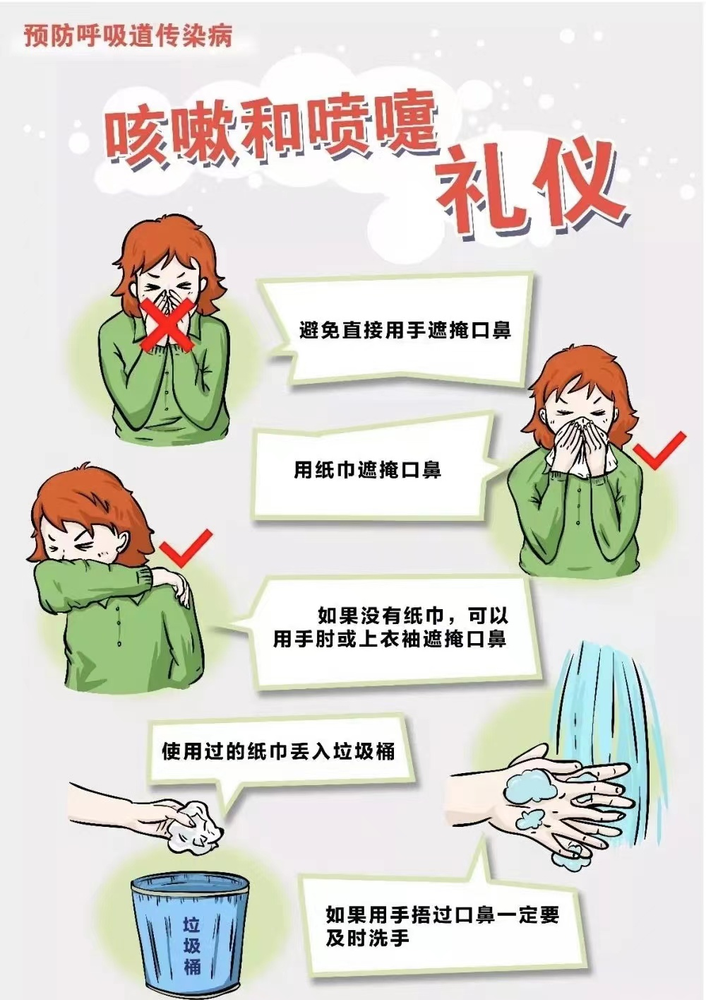 预防呼吸道传染病
咳嗽和喷嚏
礼仪
避免直接用手遮掩口鼻
用纸巾遮掩口鼻
如果没有纸巾，可以
用手肘或上衣袖遮掩口鼻
使用过的纸巾丢入垃圾桶
垃
圾
桶
如果用手捂过口鼻一定要
及时洗手